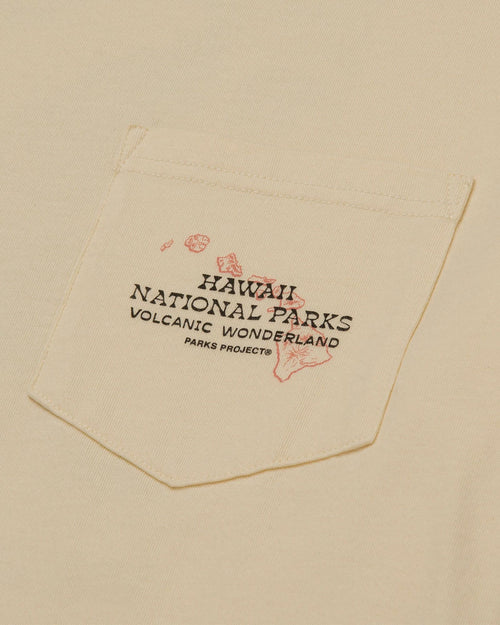 HAWAII
NATIONAL PARKS
VOLCANIC WONDERLAND
PARKS PROJECT®